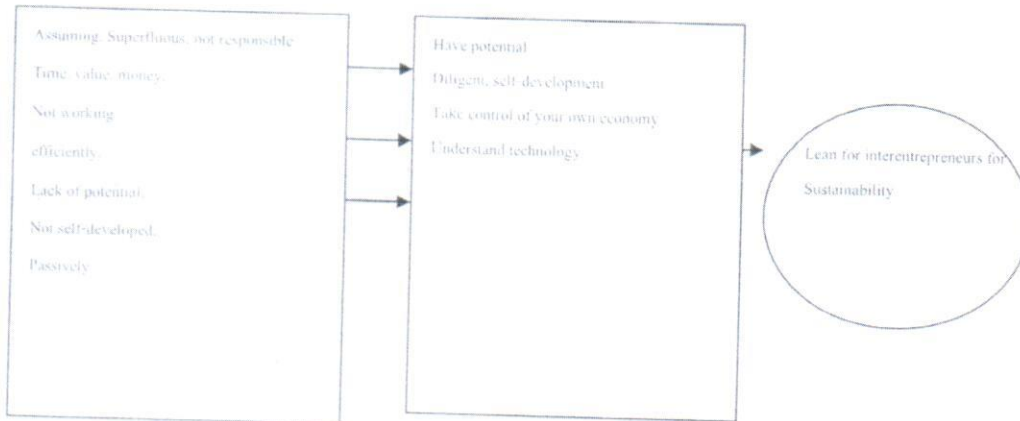 Assuming, Superfluous, not responsible
Time, value, money,
Not working
efficiently,
Lack of potential,
Not self-developed,
Passively
Have potential
Diligent, self-development
Take control of your own economy
Understand technology
Lean for interentrepreneurs for
Sustainability